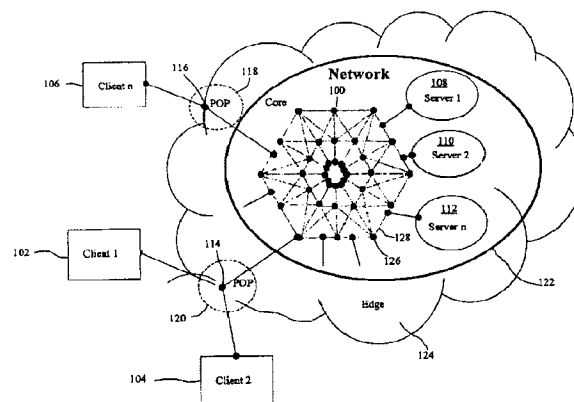 Network
100
108
Server 1
106
Client n
116
118
POP
Core
110
Server 2
112
Server n
102
Client 1
114
POP
128
126
122
120
Edge
124
104
Client 2